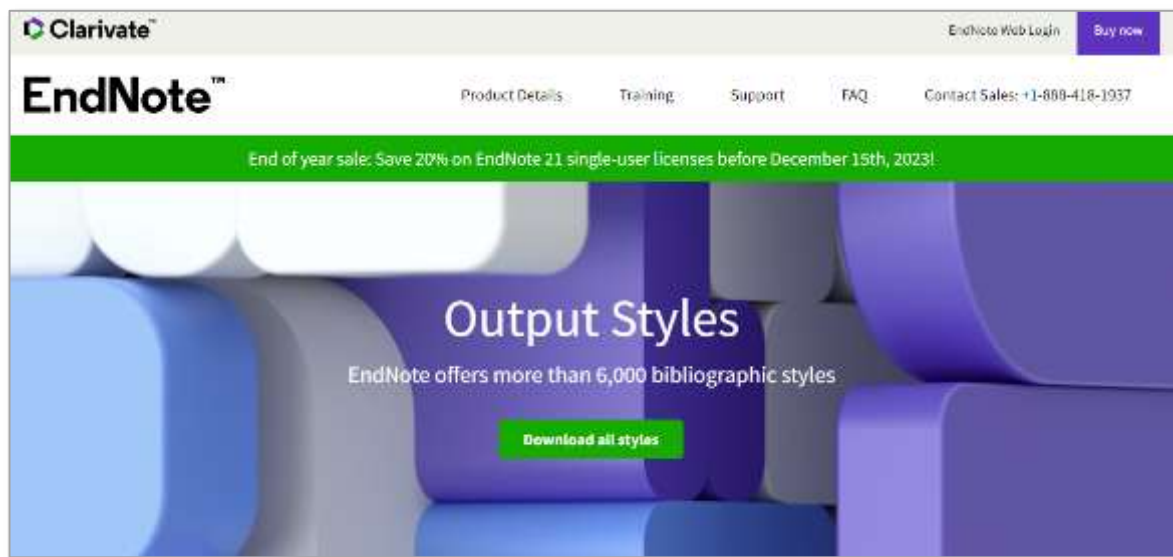 Clarivate™
EndNote Web Login
Buy now
EndNote™
Product Details
Training
Support
FAQ
Contact Sales: +1-888-418-1937
End of year sale: Save 20% on EndNote 21 single-user licenses before December 15th, 2023!
Output Styles
EndNote offers more than 6,000 bibliographic styles
Download all styles